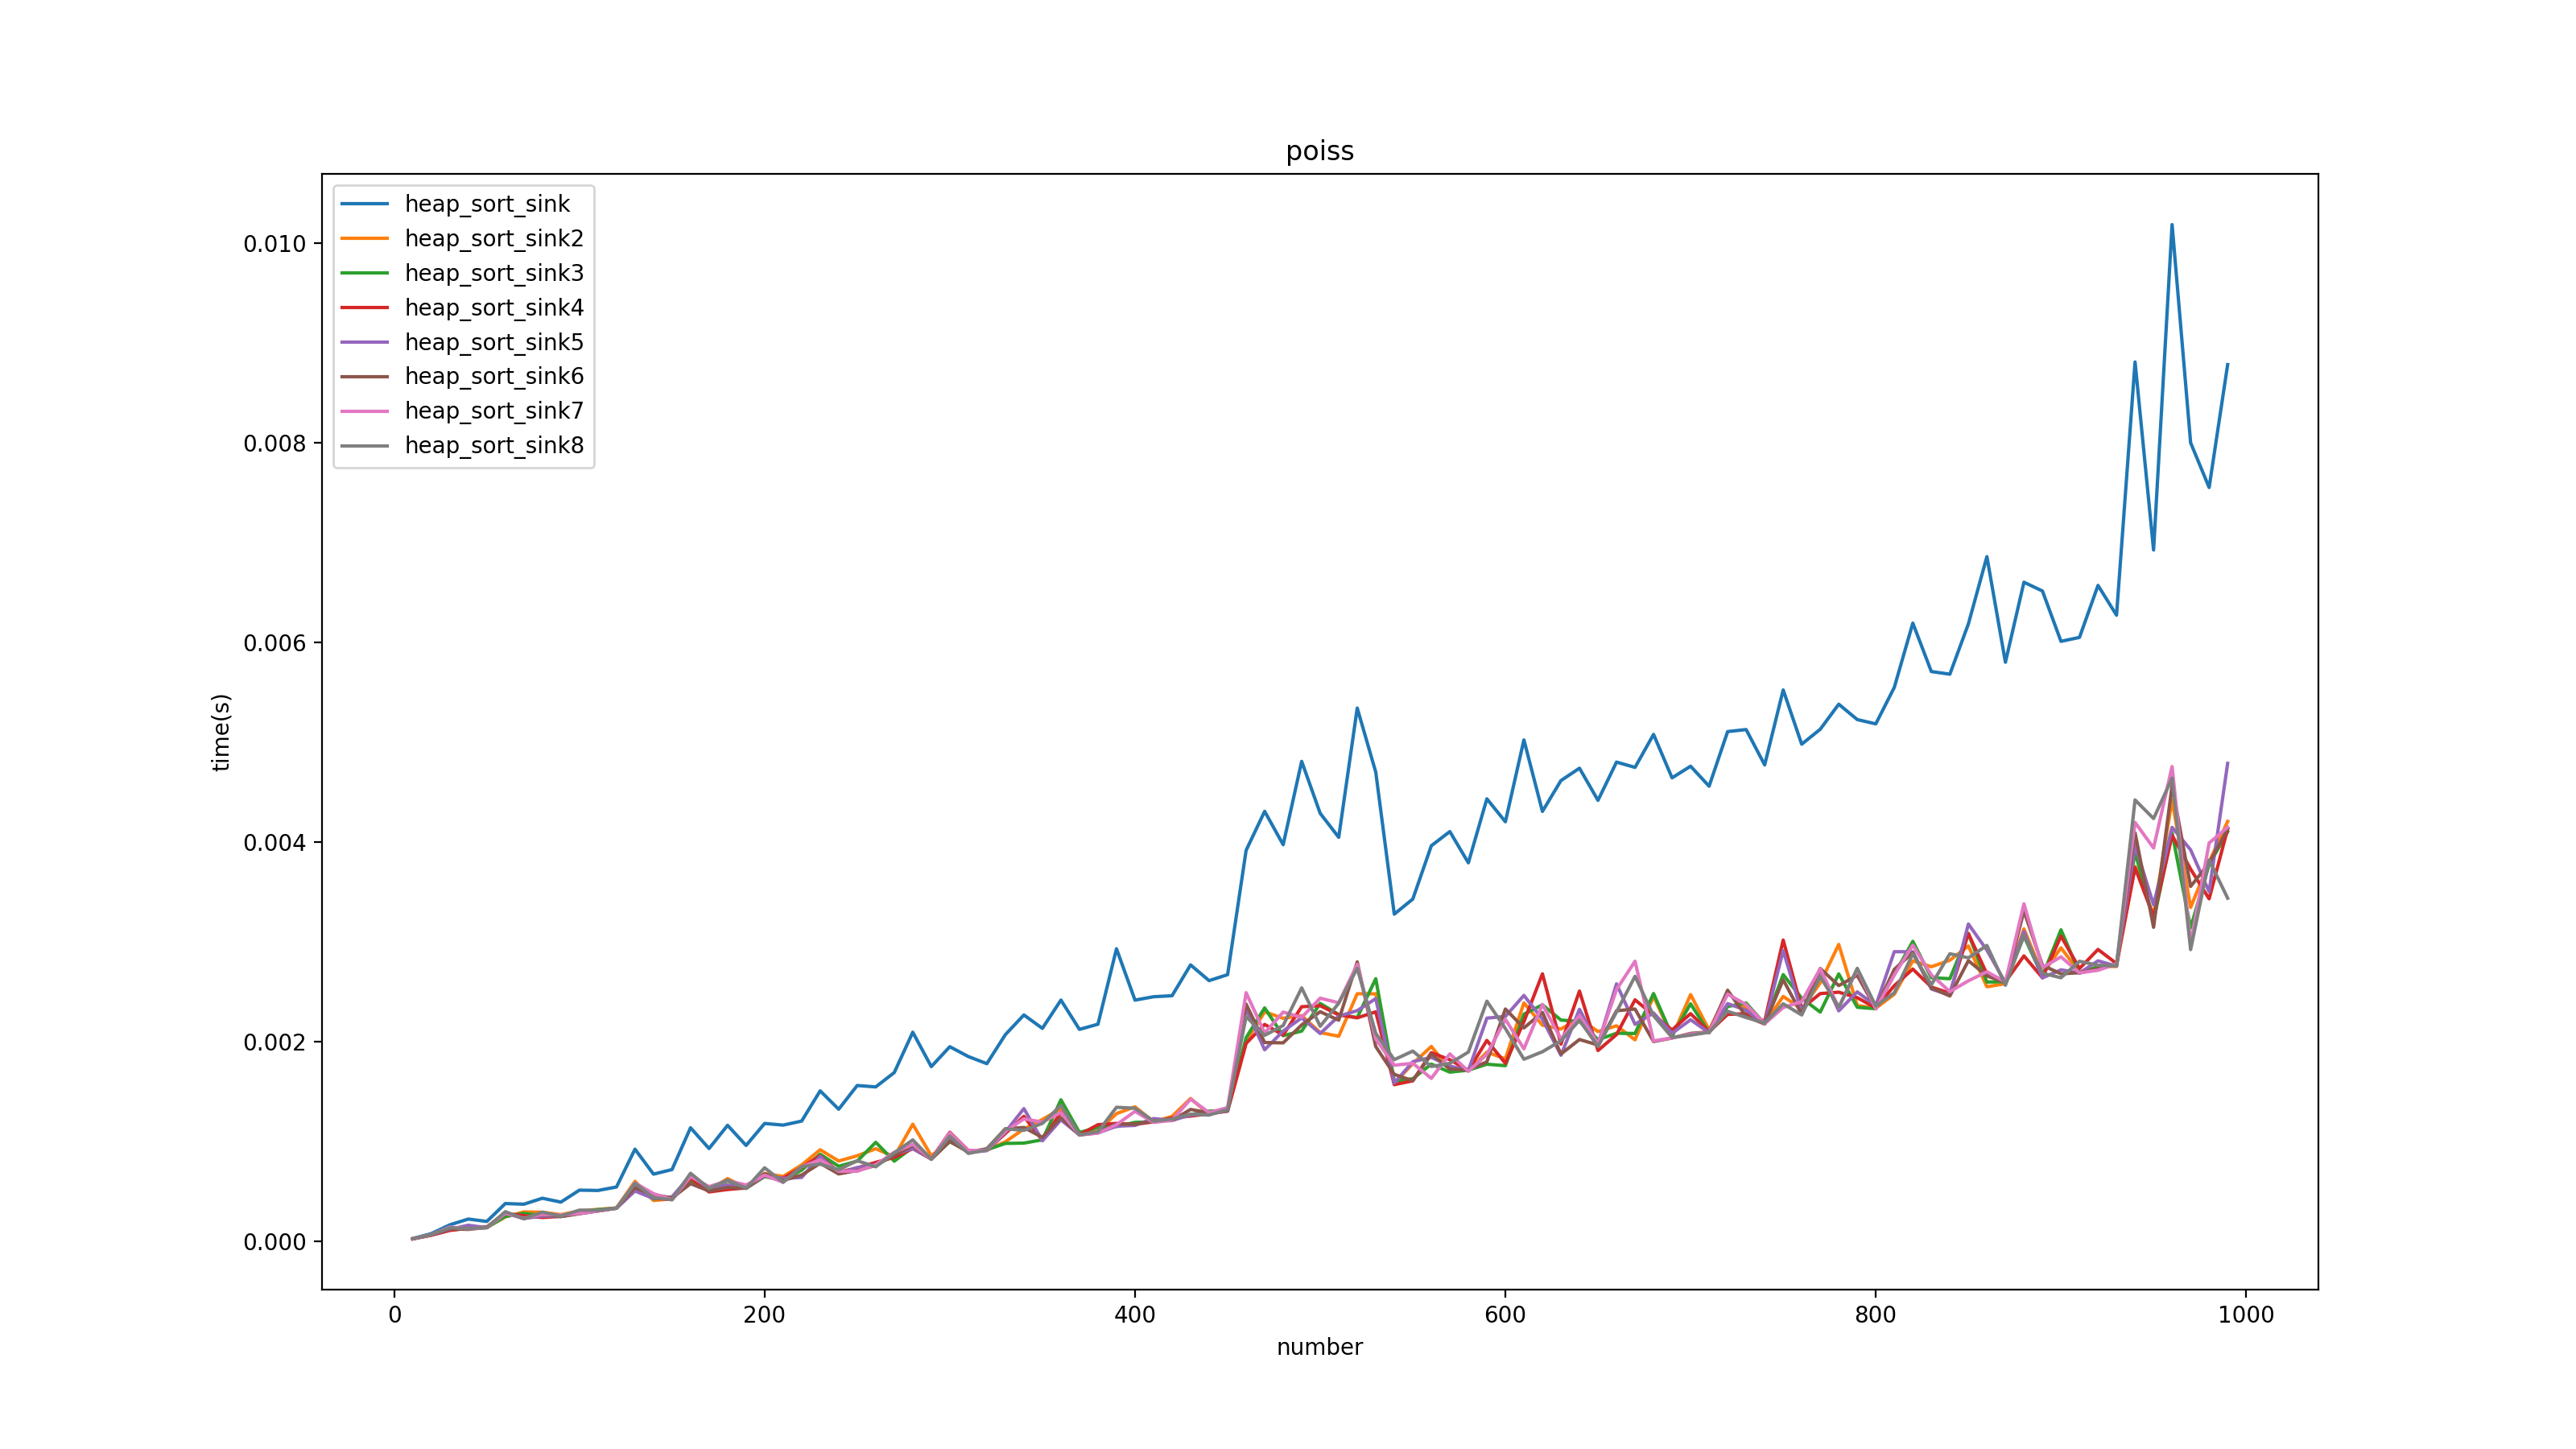 poiss
heap_sort_sink
heap_sort_sink2
heap_sort_sink3
heap_sort_sink4
heap_sort_sink5
heap_sort_sink6
heap_sort_sink7
heap_sort_sink8
0.010
0.008
0.006
0.004
0.002
0.000
time(s)
0 200 400 600 800 1000
number